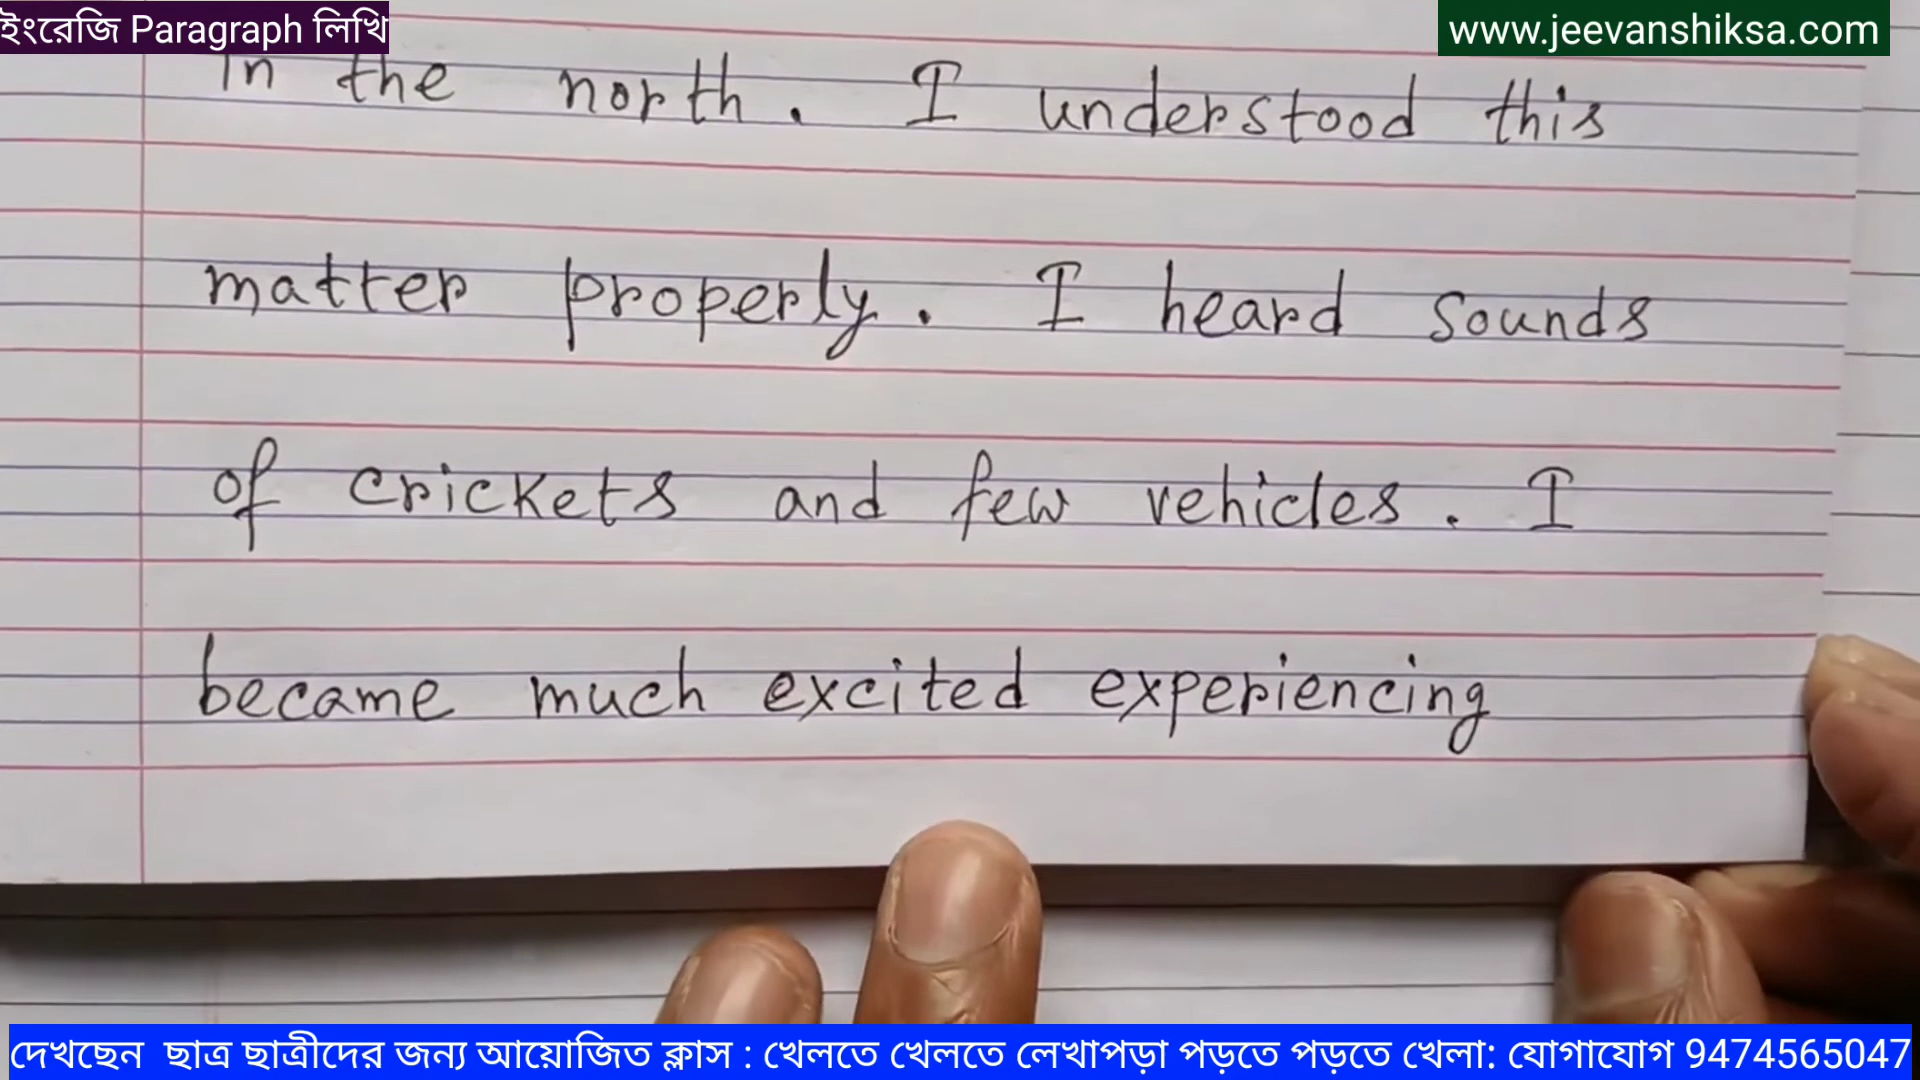 ইংরেজি Paragraph লিখি
www.jeevanshiksa.com
in the north. I understood this
matter properly. I heard sounds
of crickets and few vehicles. I
became much excited experiencing
দেখছেন ছাত্র ছাত্রীদের জন্য আয়োজিত ক্লাস : খেলতে খেলতে লেখাপড়া পড়তে পড়তে খেলা: যোগাযোগ 9474565047